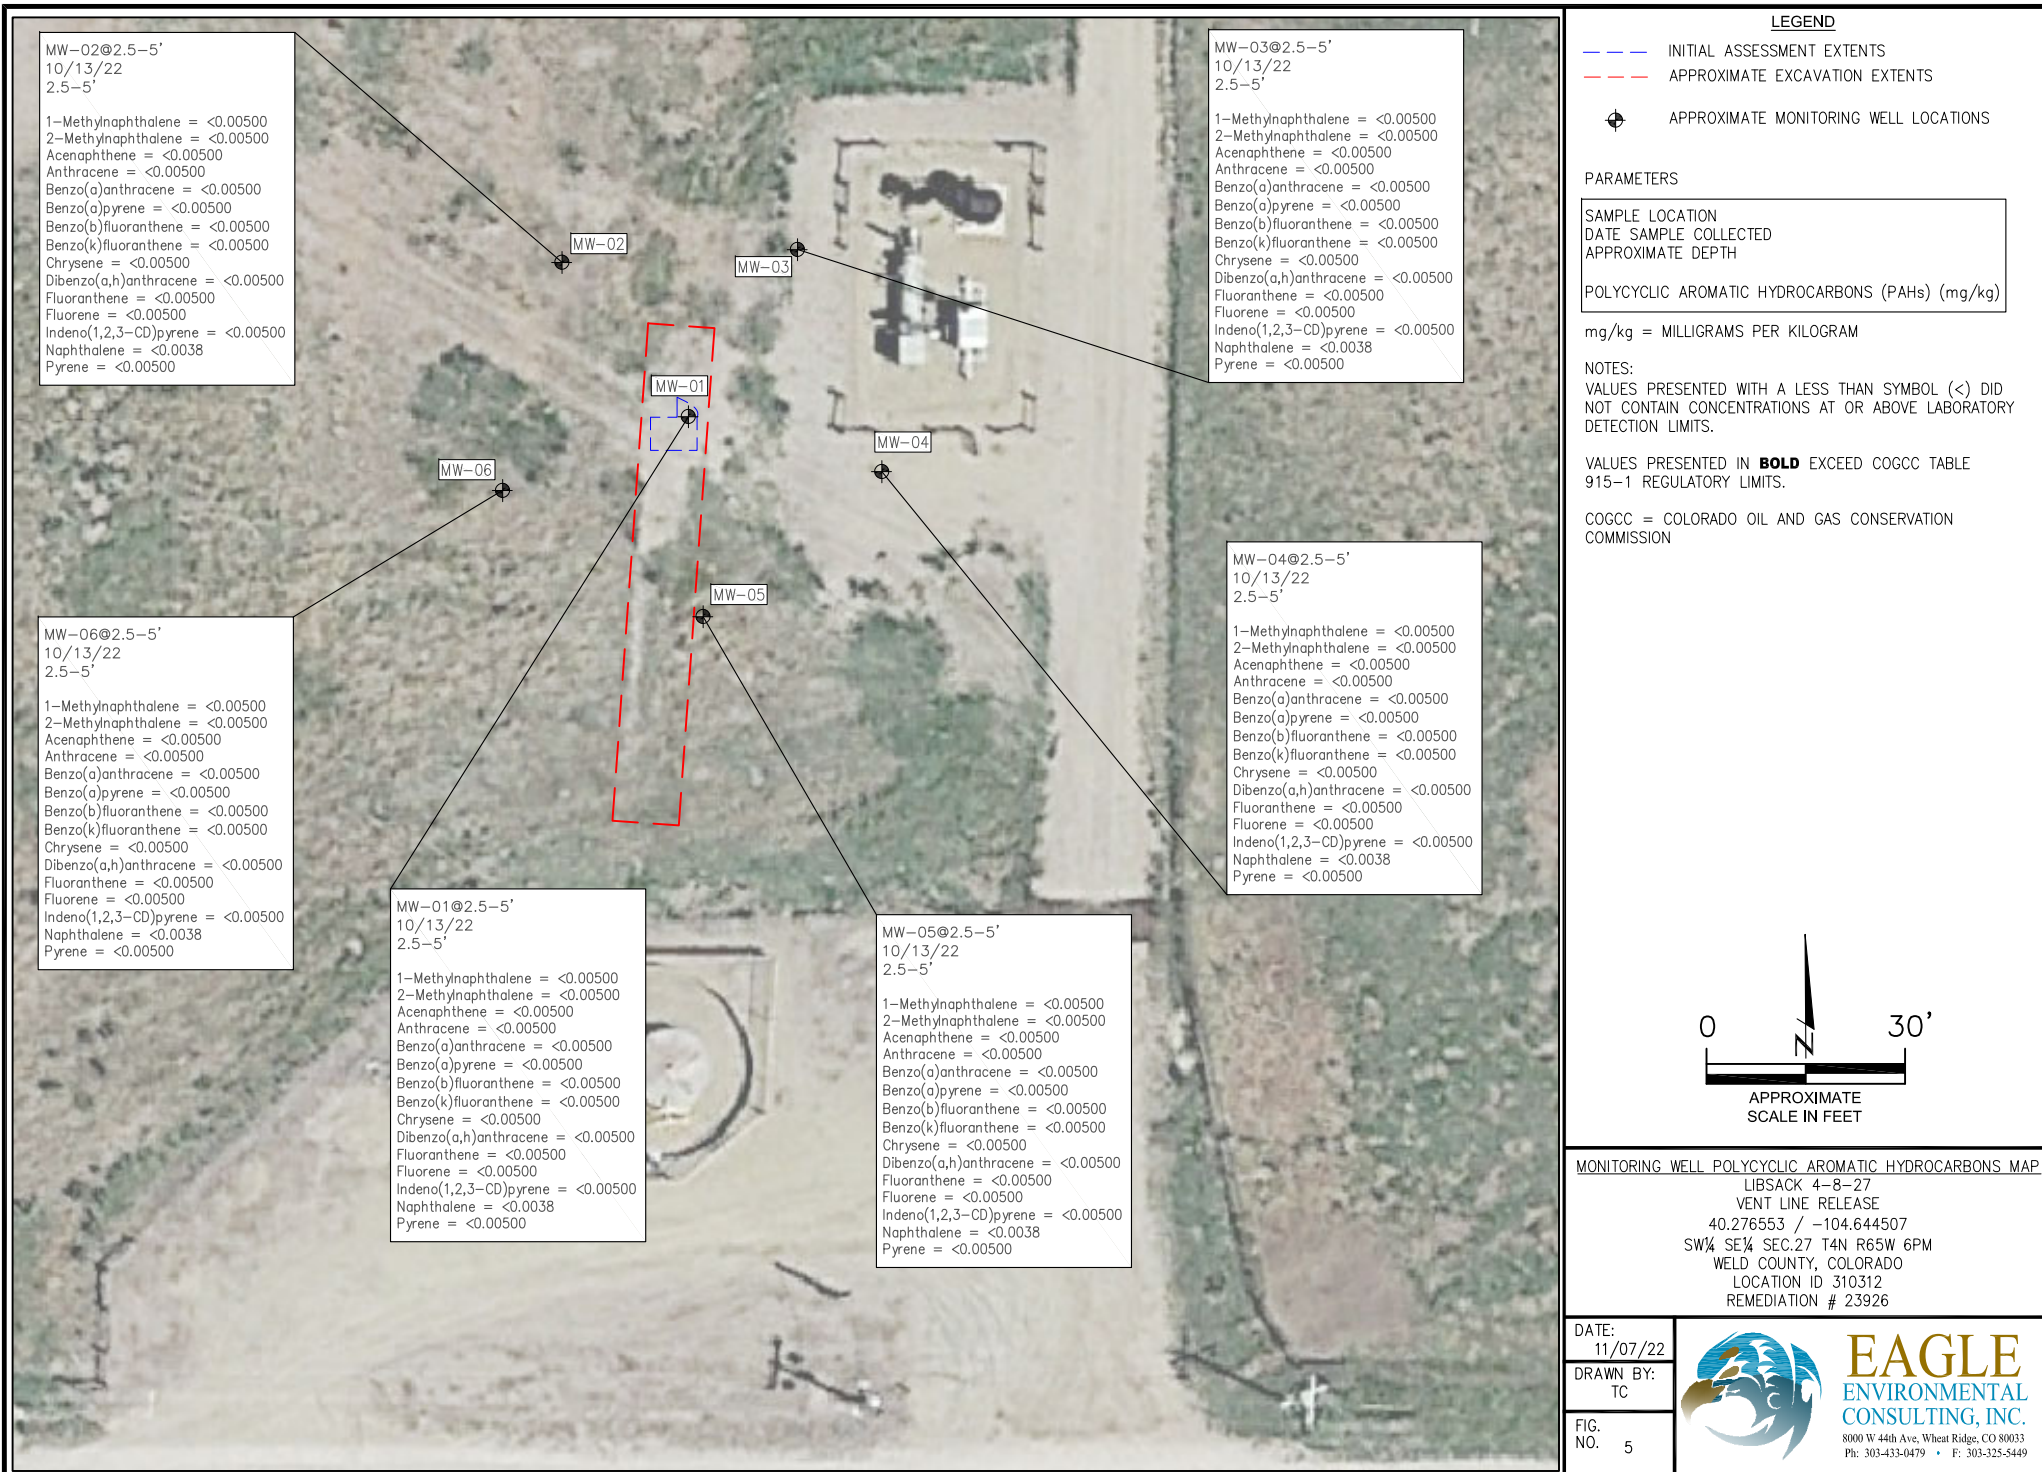 MW-02@2.5-5'
10/13/22
2.5-5'
1-Methylnaphthalene = <0.00500
2-Methylnaphthalene = <0.00500
Acenaphthene = <0.00500
Anthracene = <0.00500
Benzo(a)anthracene = <0.00500
Benzo(a)pyrene = <0.00500
Benzo(b)fluoranthene = <0.00500
Benzo(k)fluoranthene = <0.00500
Chrysene = <0.00500
Dibenzo(a,h)anthracene = <0.00500
Fluoranthene = <0.00500
Fluorene = <0.00500
Indeno(1,2,3-CD)pyrene = <0.00500
Naphthalene = <0.0038
Pyrene = <0.00500
MW-03@2.5-5'
10/13/22
2.5-5'
1-Methylnaphthalene = <0.00500
2-Methylnaphthalene = <0.00500
Acenaphthene = <0.00500
Anthracene = <0.00500
Benzo(a)anthracene = <0.00500
Benzo(a)pyrene = <0.00500
Benzo(b)fluoranthene = <0.00500
Benzo(k)fluoranthene = <0.00500
Chrysene = <0.00500
Dibenzo(a,h)anthracene = <0.00500
Fluoranthene = <0.00500
Fluorene = <0.00500
Indeno(1,2,3-CD)pyrene = <0.00500
Naphthalene = <0.0038
Pyrene = <0.00500
MW-02
MW-03
MW-01
MW-04
MW-06
MW-05
MW-04@2.5-5'
10/13/22
2.5-5'
1-Methylnaphthalene = <0.00500
2-Methylnaphthalene = <0.00500
Acenaphthene = <0.00500
Anthracene = <0.00500
Benzo(a)anthracene = <0.00500
Benzo(a)pyrene = <0.00500
Benzo(b)fluoranthene = <0.00500
Benzo(k)fluoranthene = <0.00500
Chrysene = <0.00500
Dibenzo(a,h)anthracene = <0.00500
Fluoranthene = <0.00500
Fluorene = <0.00500
Indeno(1,2,3-CD)pyrene = <0.00500
Naphthalene = <0.0038
Pyrene = <0.00500
MW-06@2.5-5'
10/13/22
2.5-5'
1-Methylnaphthalene = <0.00500
2-Methylnaphthalene = <0.00500
Acenaphthene = <0.00500
Anthracene = <0.00500
Benzo(a)anthracene = <0.00500
Benzo(a)pyrene = <0.00500
Benzo(b)fluoranthene = <0.00500
Benzo(k)fluoranthene = <0.00500
Chrysene = <0.00500
Dibenzo(a,h)anthracene = <0.00500
Fluoranthene = <0.00500
Fluorene = <0.00500
Indeno(1,2,3-CD)pyrene = <0.00500
Naphthalene = <0.0038
Pyrene = <0.00500
MW-01@2.5-5'
10/13/22
2.5-5'
1-Methylnaphthalene = <0.00500
2-Methylnaphthalene = <0.00500
Acenaphthene = <0.00500
Anthracene = <0.00500
Benzo(a)anthracene = <0.00500
Benzo(a)pyrene = <0.00500
Benzo(b)fluoranthene = <0.00500
Benzo(k)fluoranthene = <0.00500
Chrysene = <0.00500
Dibenzo(a,h)anthracene = <0.00500
Fluoranthene = <0.00500
Fluorene = <0.00500
Indeno(1,2,3-CD)pyrene = <0.00500
Naphthalene = <0.0038
Pyrene = <0.00500
MW-05@2.5-5'
10/13/22
2.5-5'
1-Methylnaphthalene = <0.00500
2-Methylnaphthalene = <0.00500
Acenaphthene = <0.00500
Anthracene = <0.00500
Benzo(a)anthracene = <0.00500
Benzo(a)pyrene = <0.00500
Benzo(b)fluoranthene = <0.00500
Benzo(k)fluoranthene = <0.00500
Chrysene = <0.00500
Dibenzo(a,h)anthracene = <0.00500
Fluoranthene = <0.00500
Fluorene = <0.00500
Indeno(1,2,3-CD)pyrene = <0.00500
Naphthalene = <0.0038
Pyrene = <0.00500
LEGEND
INITIAL ASSESSMENT EXTENTS
APPROXIMATE EXCAVATION EXTENTS
APPROXIMATE MONITORING WELL LOCATIONS
PARAMETERS
SAMPLE LOCATION
DATE SAMPLE COLLECTED
APPROXIMATE DEPTH
POLYCYCLIC AROMATIC HYDROCARBONS (PAHs) (mg/kg)
mg/kg = MILLIGRAMS PER KILOGRAM
NOTES:
VALUES PRESENTED WITH A LESS THAN SYMBOL (<) DID
NOT CONTAIN CONCENTRATIONS AT OR ABOVE LABORATORY
DETECTION LIMITS.
VALUES PRESENTED IN BOLD EXCEED COGCC TABLE
915-1 REGULATORY LIMITS.
COGCC = COLORADO OIL AND GAS CONSERVATION
COMMISSION
0 30'
N
APPROXIMATE
SCALE IN FEET
MONITORING WELL POLYCYCLIC AROMATIC HYDROCARBONS MAP
LIBSACK 4-8-27
VENT LINE RELEASE
40.276553 / -104.644507
SW¼ SE¼ SEC.27 T4N R65W 6PM
WELD COUNTY, COLORADO
LOCATION ID 310312
REMEDIATION # 23926
DATE:
11/07/22
DRAWN BY:
TC
FIG.
NO. 5
EAGLE
ENVIRONMENTAL
CONSULTING, INC.
8000 W 44th Ave, Wheat Ridge, CO 80033
Ph: 303-433-0479 • F: 303-325-5449